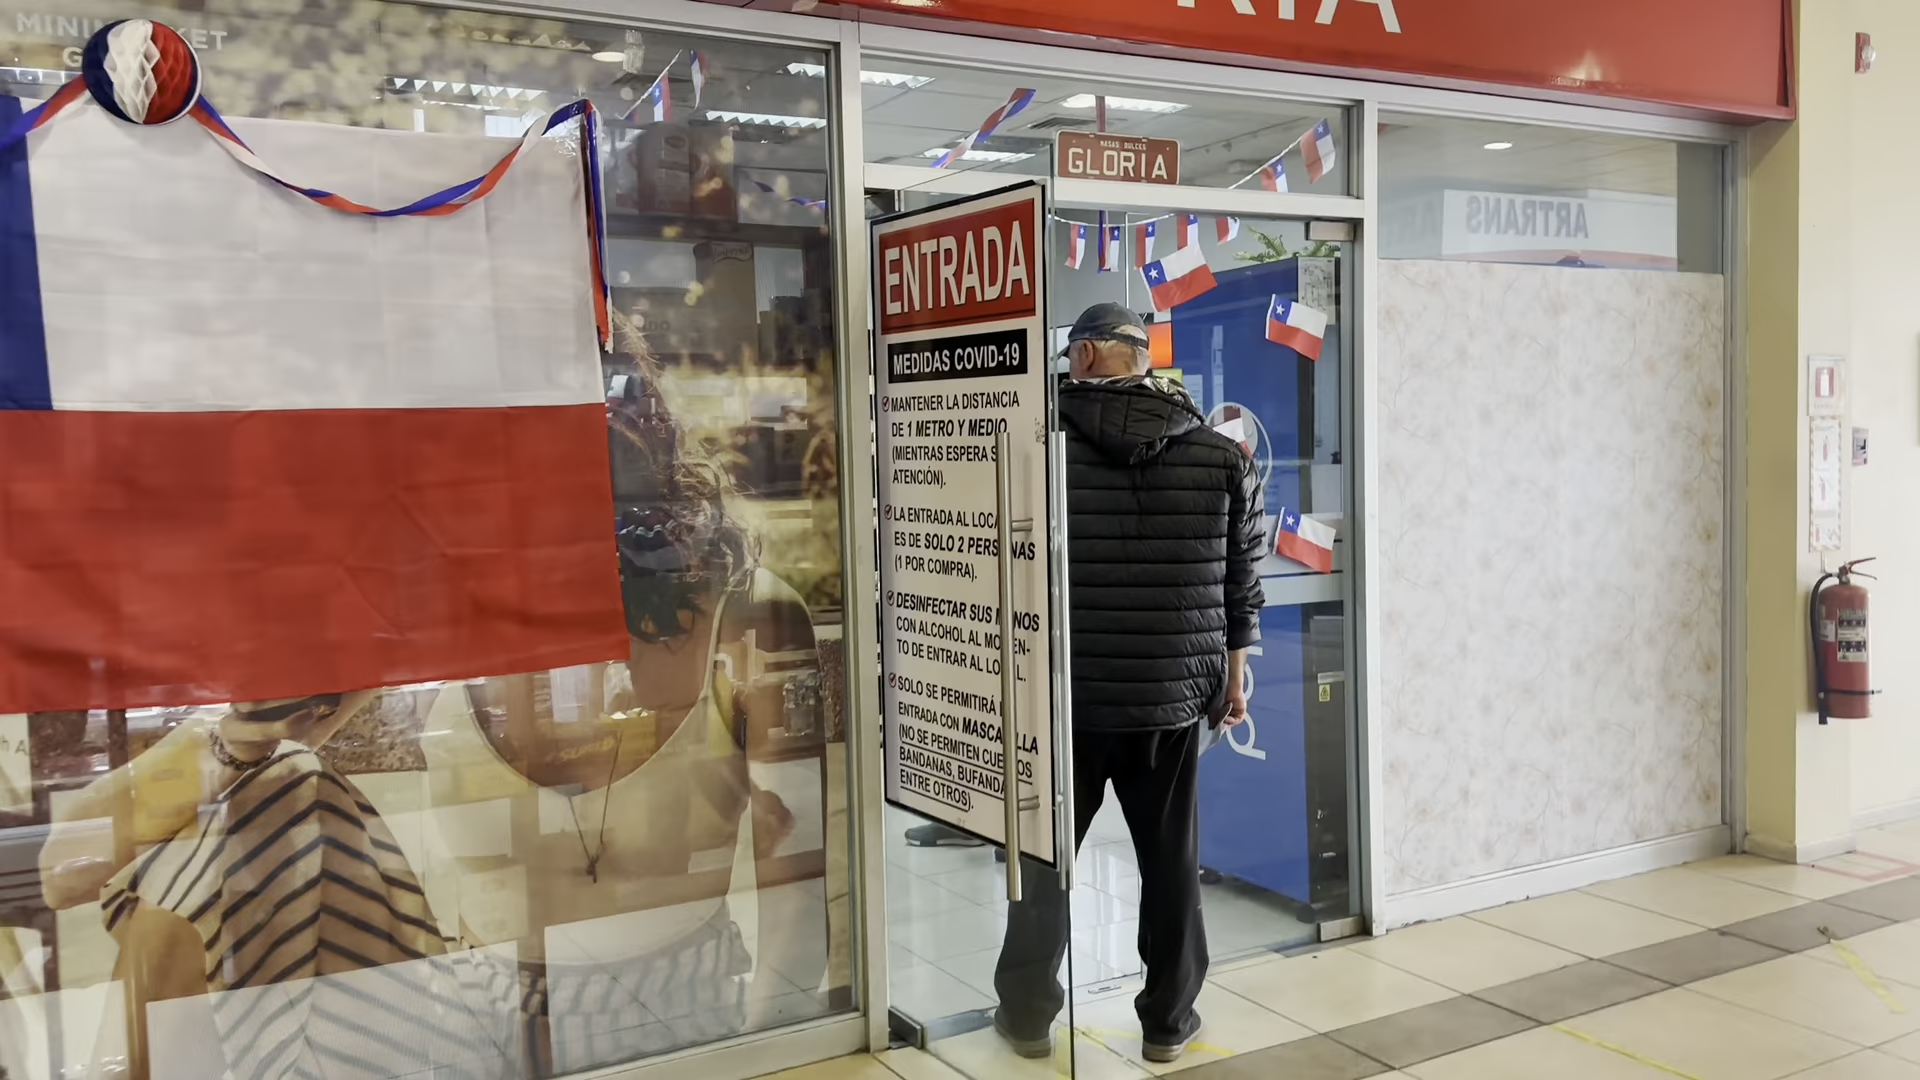 RIA
MINIMARKET
MASAS DULCES
GLORIA
ARTRANS
ENTRADA
MEDIDAS COVID-19
MANTENER LA DISTANCIA
DE 1 METRO Y MEDIO
(MIENTRAS ESPERA S
ATENCIÓN).
LA ENTRADA AL LOCA
ES DE SOLO 2 PERS NAS
(1 POR COMPRA).
DESINFECTAR SUS M NOS
CON ALCOHOL AL MO EN-
TO DE ENTRAR AL LO L.
SOLO SE PERMITIRÁ
ENTRADA CON MASCA LLA
(NO SE PERMITEN CUE OS
BANDANAS, BUFANDA
ENTRE OTROS).